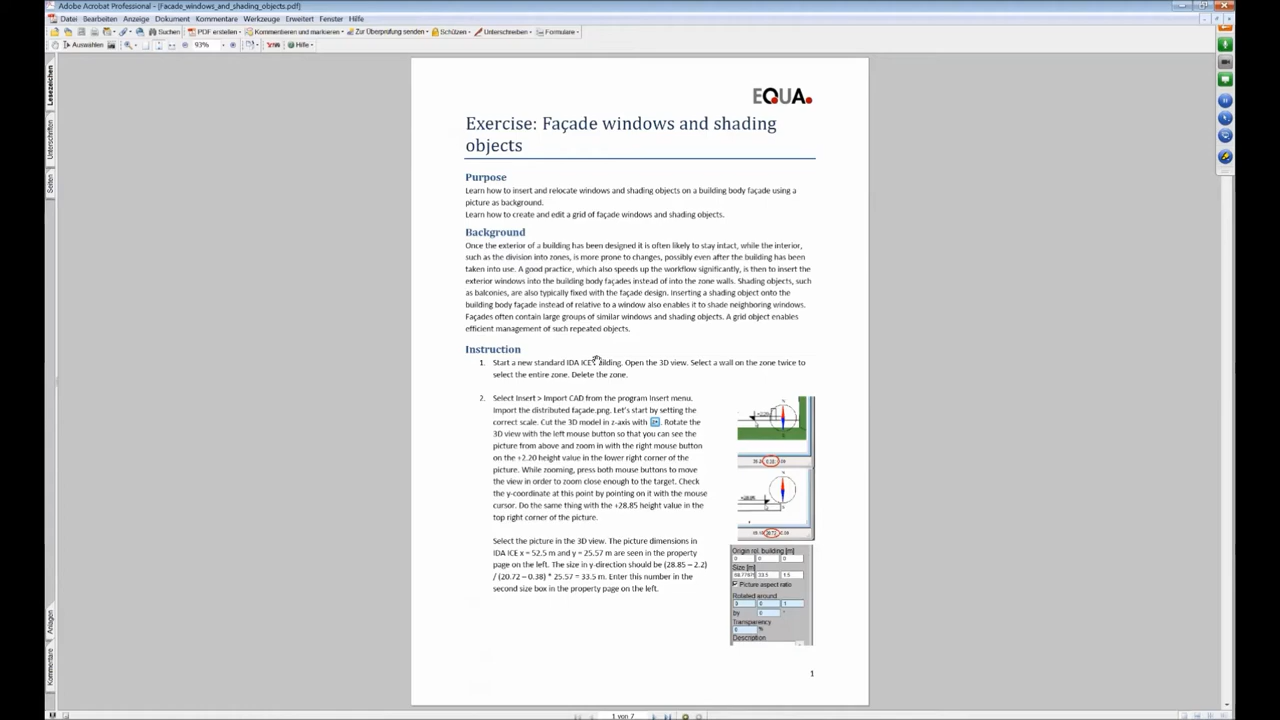 Adobe Acrobat Professional - [Facade_windows_and_shading_objects.pdf]
Datei Bearbeiten Anzeige Dokument Kommentare Werkzeuge Erweitert Fenster Hilfe
Suchen PDF erstellen Kommentieren und markieren Zur Überprüfung senden Schützen Unterschreiben Formulare
Auswählen 93% Hilfe
Lesezeichen
Unterschriften
Seiten
Anlagen
Kommentare
EQUA.
Exercise: Façade windows and shading
objects
Purpose
Learn how to insert and relocate windows and shading objects on a building body façade using a
picture as background.
Learn how to create and edit a grid of façade windows and shading objects.
Background
Once the exterior of a building has been designed it is often likely to stay intact, while the interior,
such as the division into zones, is more prone to changes, possibly even after the building has been
taken into use. A good practice, which also speeds up the workflow significantly, is then to insert the
exterior windows into the building body façades instead of into the zone walls. Shading objects, such
as balconies, are also typically fixed with the façade design. Inserting a shading object onto the
building body façade instead of relative to a window also enables it to shade neighboring windows.
Façades often contain large groups of similar windows and shading objects. A grid object enables
efficient management of such repeated objects.
Instruction
1. Start a new standard IDA ICE building. Open the 3D view. Select a wall on the zone twice to
select the entire zone. Delete the zone.
2. Select Insert > Import CAD from the program Insert menu.
Import the distributed façade.png. Let's start by setting the
correct scale. Cut the 3D model in z-axis with . Rotate the
3D view with the left mouse button so that you can see the
picture from above and zoom in with the right mouse button
on the +2.20 height value in the lower right corner of the
picture. While zooming, press both mouse buttons to move
the view in order to zoom close enough to the target. Check
the y-coordinate at this point by pointing on it with the mouse
cursor. Do the same thing with the +28.85 height value in the
top right corner of the picture.
Select the picture in the 3D view. The picture dimensions in
IDA ICE x = 52.5 m and y = 25.57 m are seen in the property
page on the left. The size in y-direction should be (28.85 – 2.2)
/ (20.72 – 0.38) * 25.57 = 33.5 m. Enter this number in the
second size box in the property page on the left.
+28.85
Origin rel. building [m]
0 0 0
Size [m]
33.5 1.5
Picture aspect ratio
Rotated around
0 0 1
by 0 °
Transparency
0 %
Description
1
1 von 7